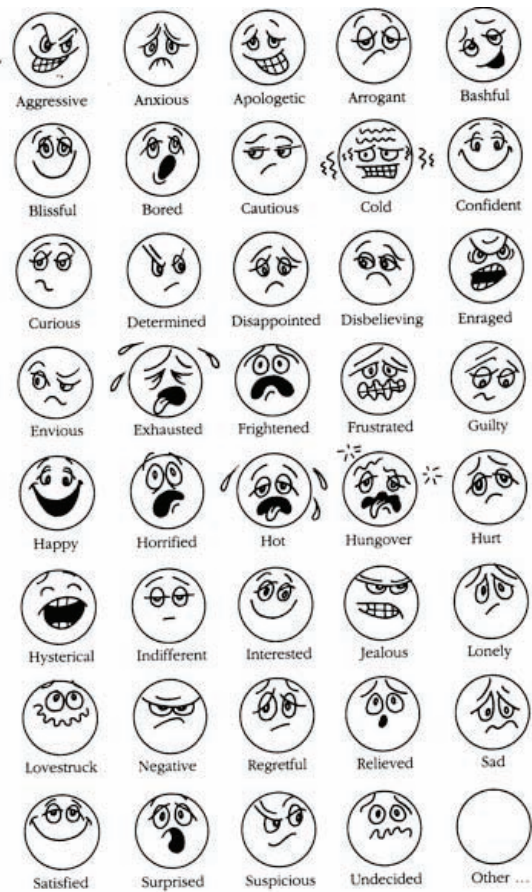 Aggressive Anxious Apologetic Arrogant Bashful
Blissful Bored Cautious Cold Confident
Curious Determined Disappointed Disbelieving Enraged
Envious Exhausted Frightened Frustrated Guilty
Happy Horrified Hot Hungover Hurt
Hysterical Indifferent Interested Jealous Lonely
Lovestruck Negative Regretful Relieved Sad
Satisfied Surprised Suspicious Undecided Other ...